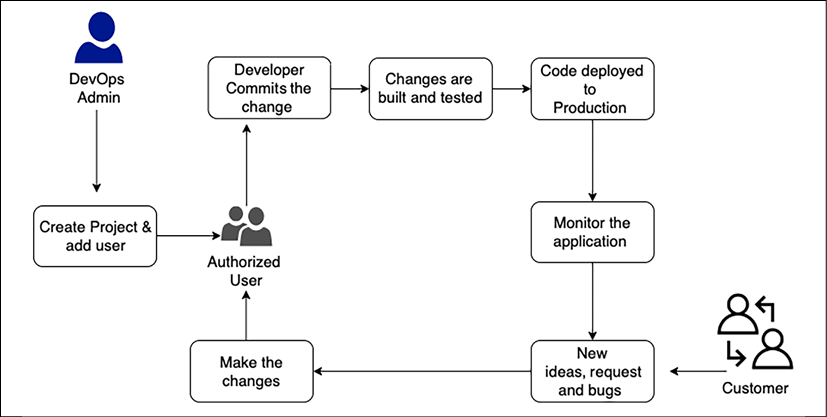 DevOps
Admin
Developer
Commits the
change
Changes are
built and tested
Code deployed
to
Production
Create Project &
add user
Authorized
User
Monitor the
application
Make the
changes
New
ideas, request
and bugs
Customer